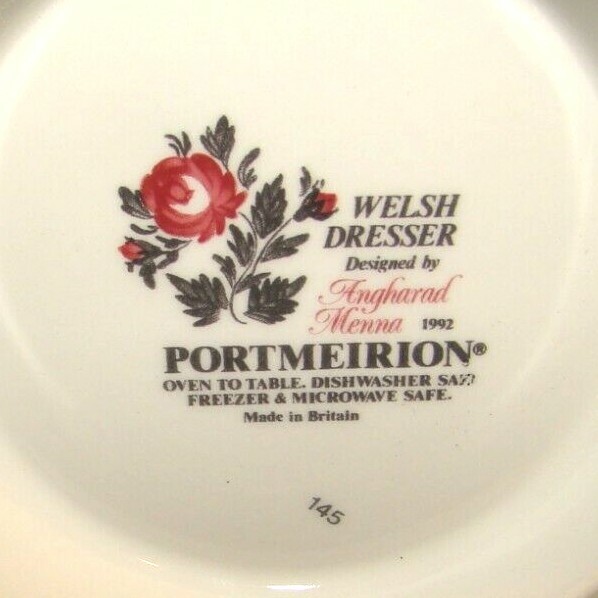 WELSH
DRESSER
Designed by
Angharad
Menna 1992
PORTMEIRION®
OVEN TO TABLE. DISHWASHER
FREEZER & MICROWAVE SAFE.
Made in Britain
145